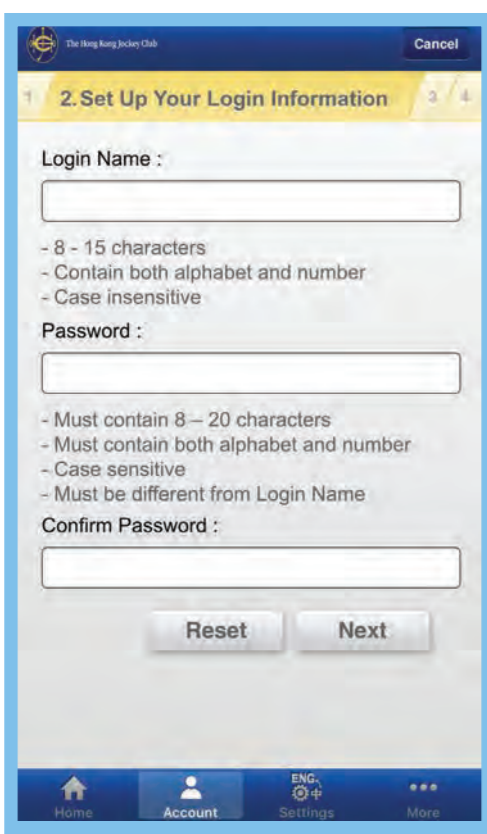 The Hong Kong Jockey Club
Cancel
1
2. Set Up Your Login Information
3
4
Login Name :
- 8 - 15 characters
- Contain both alphabet and number
- Case insensitive
Password :
- Must contain 8 – 20 characters
- Must contain both alphabet and number
- Case sensitive
- Must be different from Login Name
Confirm Password :
Reset
Next
ENG.
中
Home
Account
Settings
More